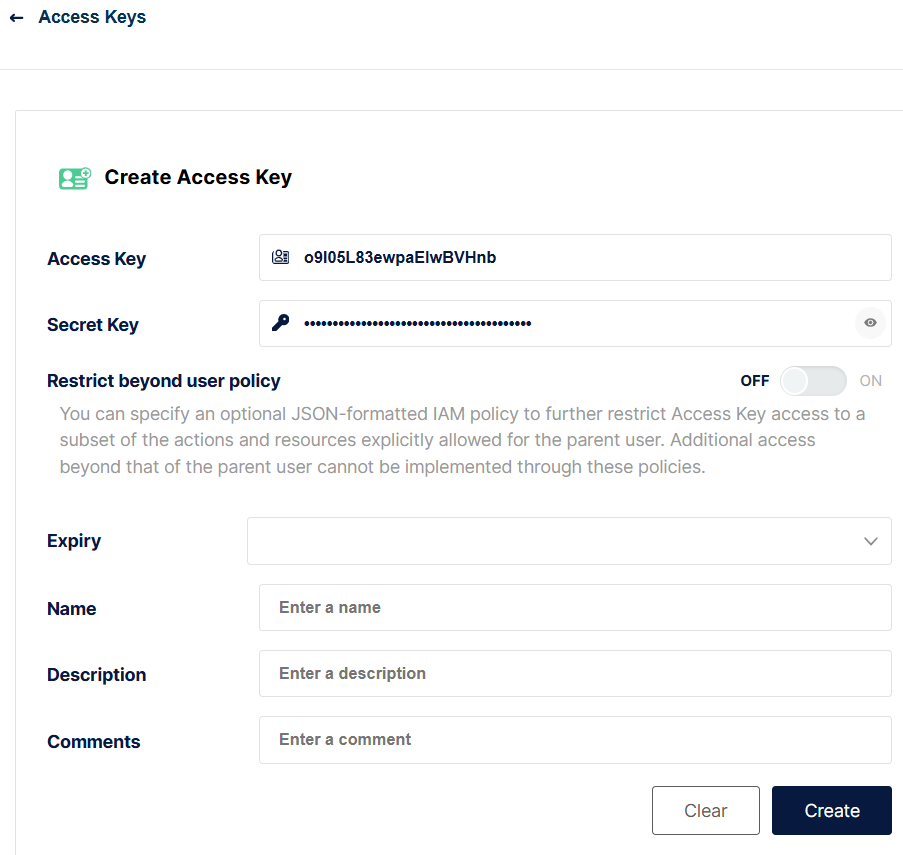 Access Keys
Create Access Key
Access Key o9I05L83ewpaElwBVHnb
Secret Key ••••••••••••••••••••••••••••••••••••••••
Restrict beyond user policy OFF ON
You can specify an optional JSON-formatted IAM policy to further restrict Access Key access to a
subset of the actions and resources explicitly allowed for the parent user. Additional access
beyond that of the parent user cannot be implemented through these policies.
Expiry
Name Enter a name
Description Enter a description
Comments Enter a comment
Clear Create